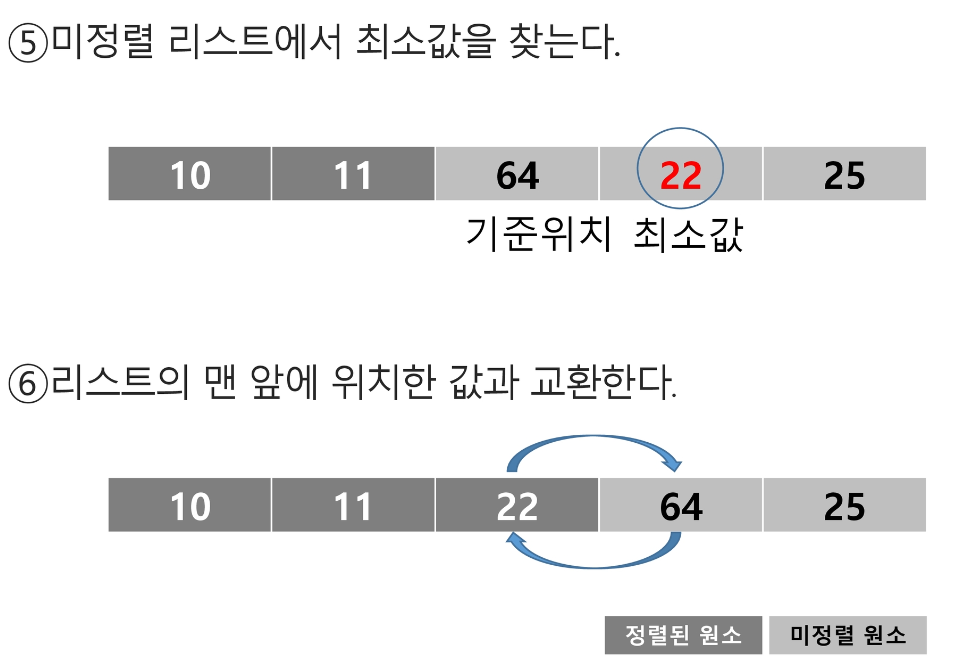 ⑤미정렬 리스트에서 최소값을 찾는다.
10 11 64 22 25
기준위치 최소값
⑥리스트의 맨 앞에 위치한 값과 교환한다.
10 11 22 64 25
정렬된 원소 미정렬 원소